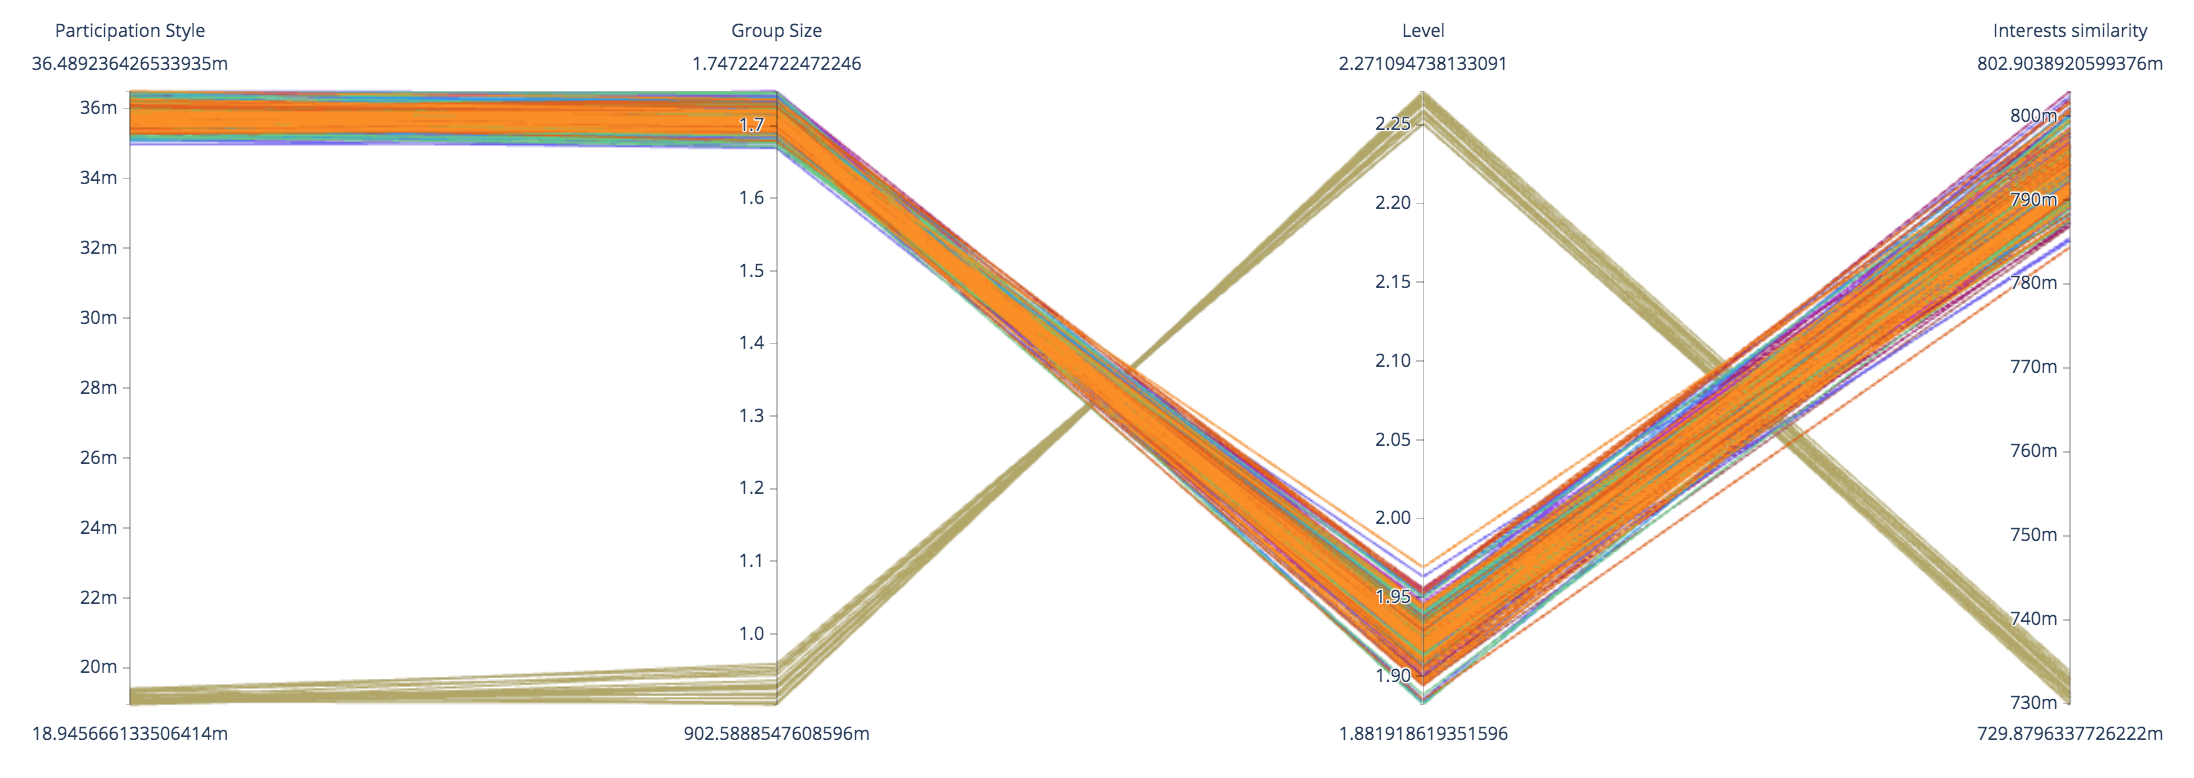 Participation Style
36.489236426533935m
36m
34m
32m
30m
28m
26m
24m
22m
20m
18.945666133506414m
Group Size
1.747224722472246
1.7
1.6
1.5
1.4
1.3
1.2
1.1
1.0
902.5888547608596m
Level
2.271094738133091
2.25
2.20
2.15
2.10
2.05
2.00
1.95
1.90
1.881918619351596
Interests similarity
802.9038920599376m
800m
790m
780m
770m
760m
750m
740m
730m
729.8796337726222m